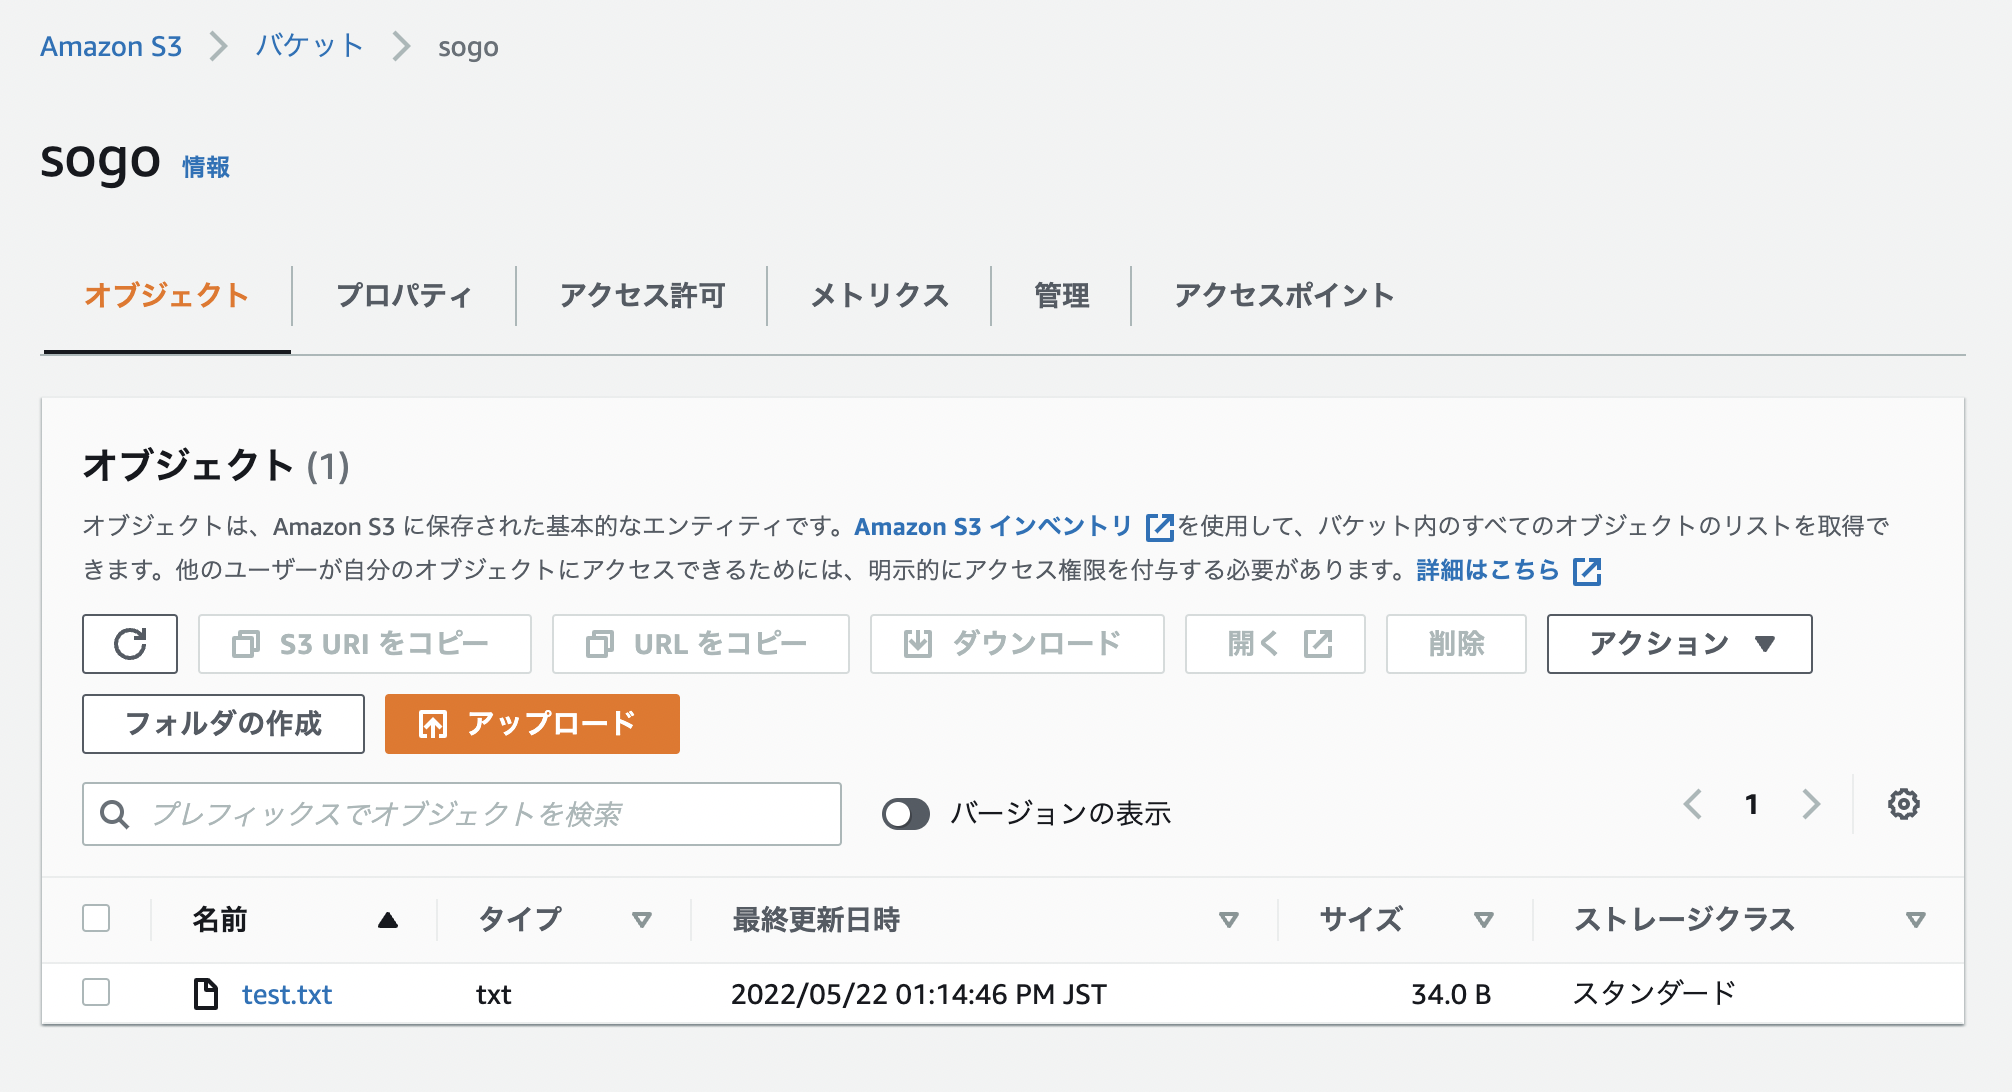 Amazon S3 > バケット > sogo
sogo 情報
オブジェクト プロパティ アクセス許可 メトリクス 管理 アクセスポイント
オブジェクト (1)
オブジェクトは、Amazon S3 に保存された基本的なエンティティです。Amazon S3 インベントリ を使用して、バケット内のすべてのオブジェクトのリストを取得で
きます。他のユーザーが自分のオブジェクトにアクセスできるためには、明示的にアクセス権限を付与する必要があります。詳細はこちら
S3 URI をコピー URL をコピー ダウンロード 開く 削除 アクション ▼
フォルダの作成 アップロード
プレフィックスでオブジェクトを検索 バージョンの表示 < 1 >
名前 ▲ タイプ ▽ 最終更新日時 ▽ サイズ ▽ ストレージクラス ▽
test.txt txt 2022/05/22 01:14:46 PM JST 34.0 B スタンダード